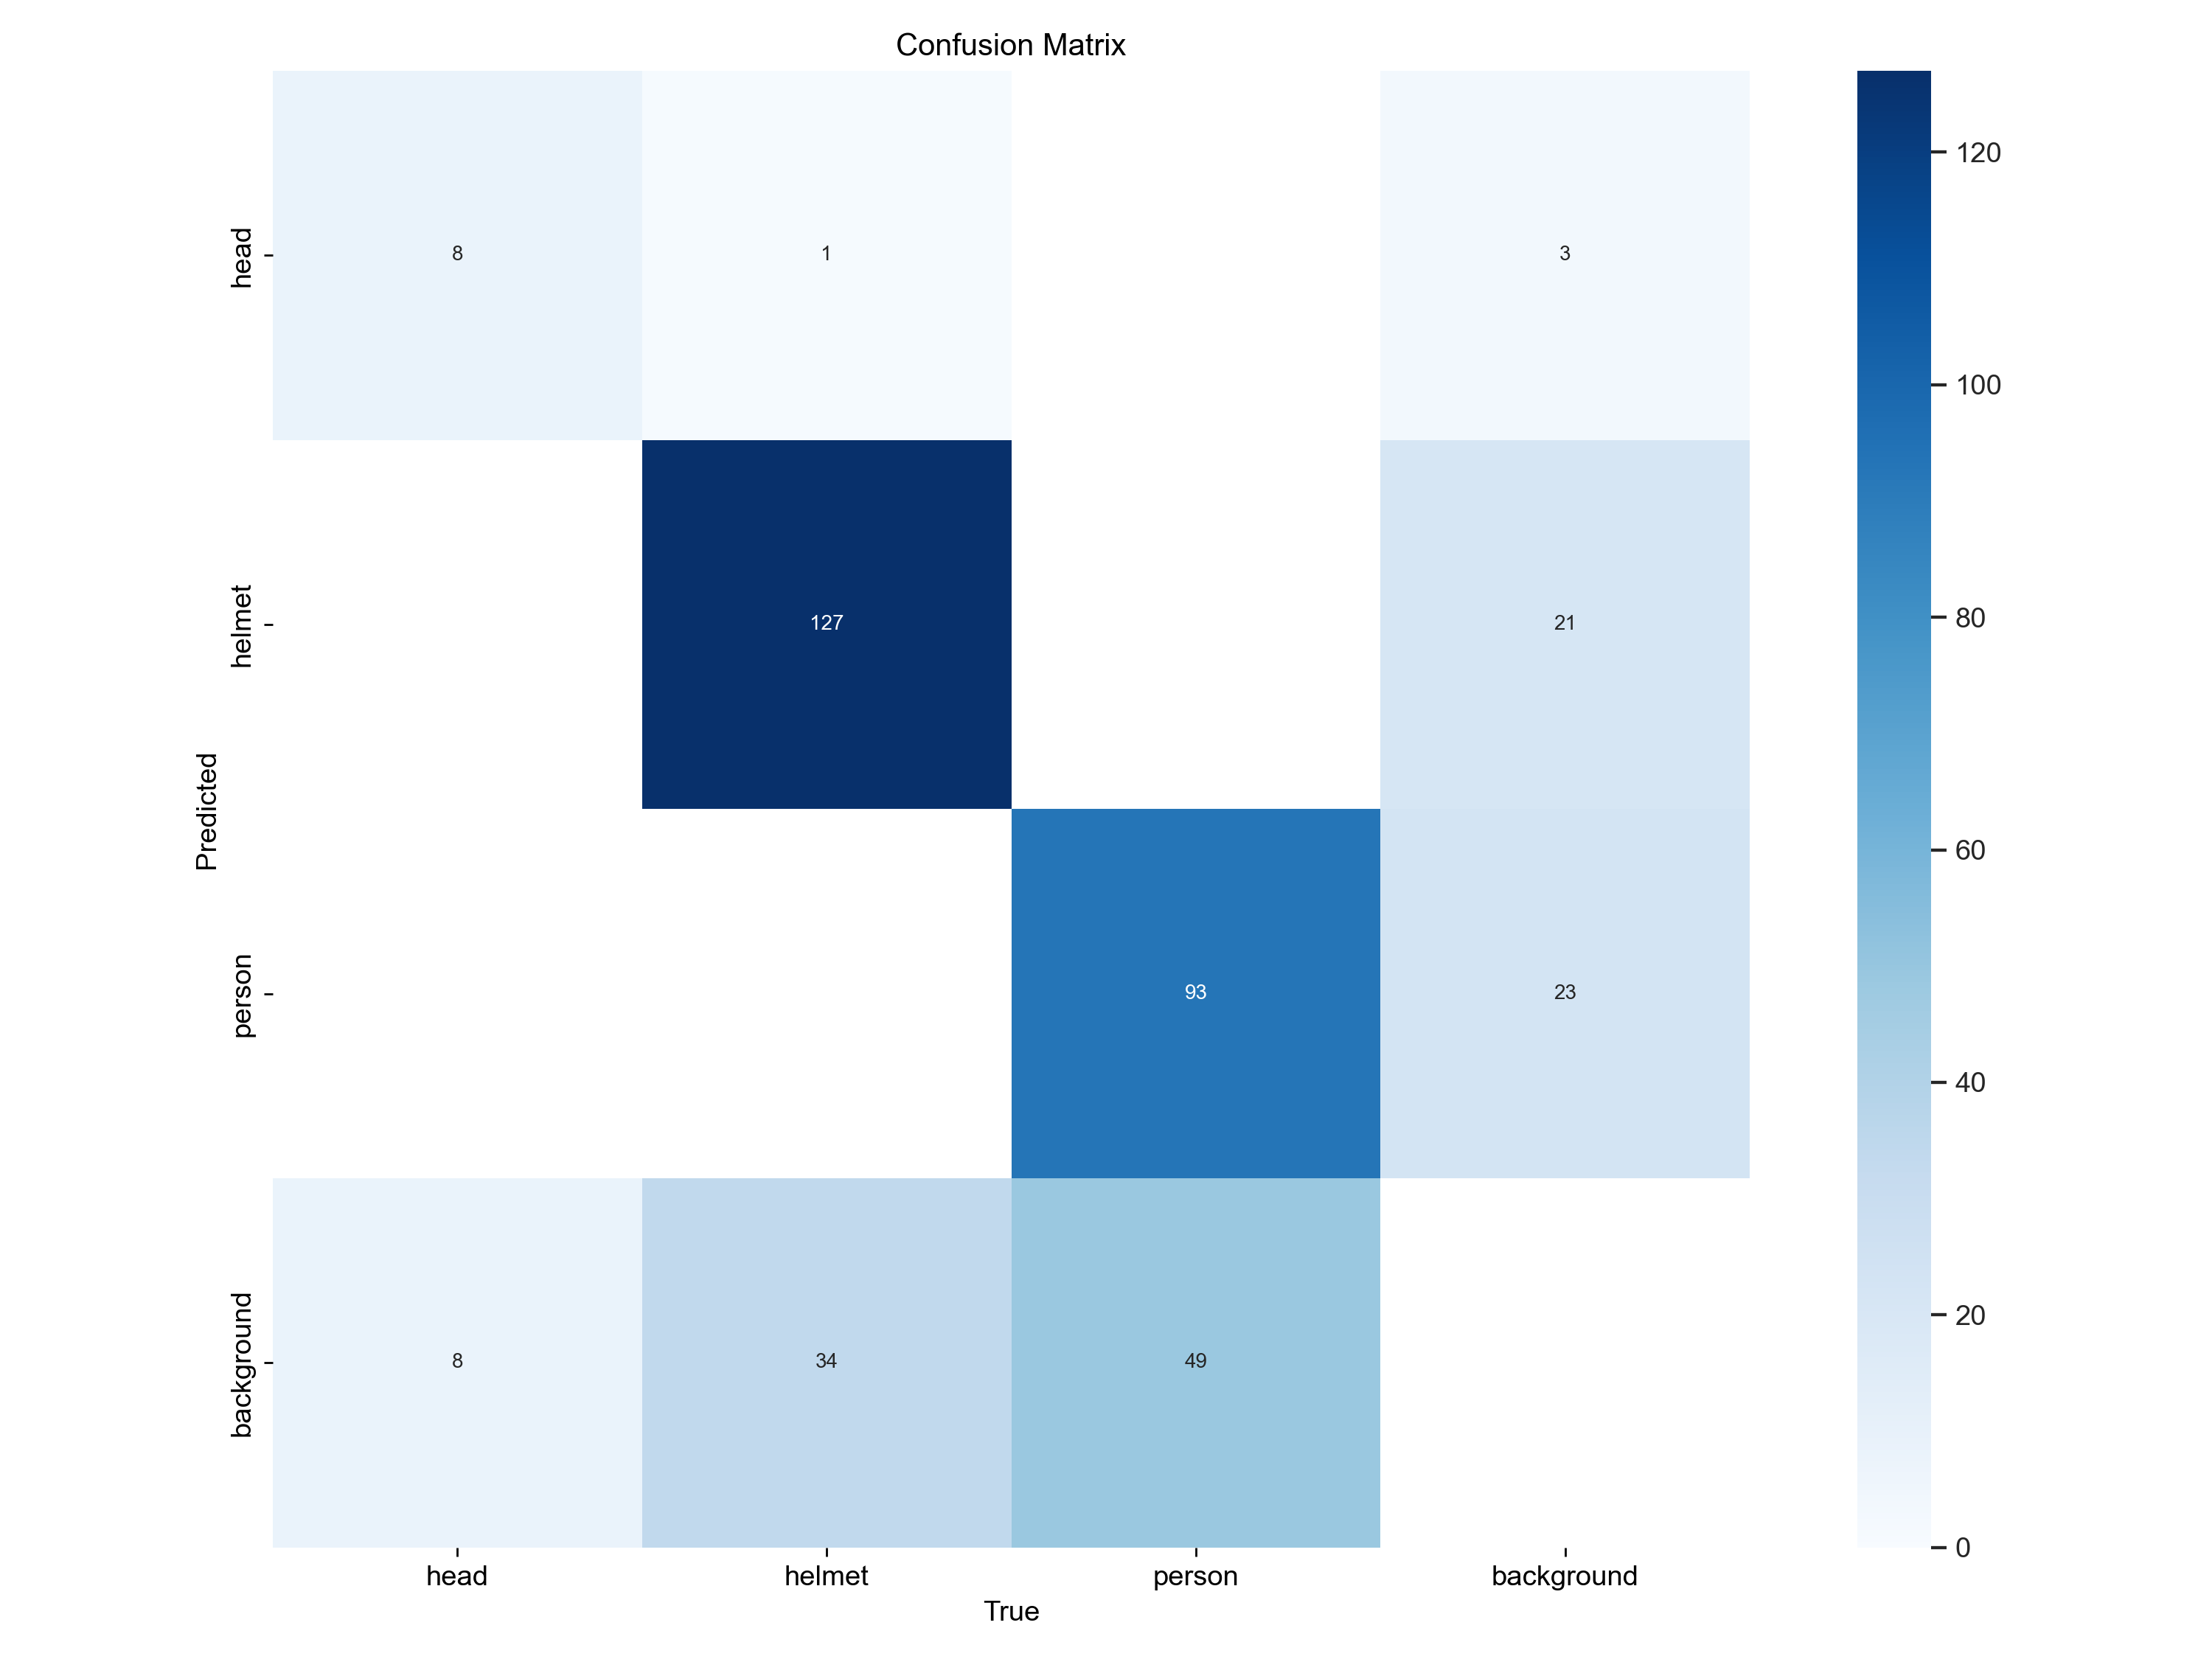 Confusion Matrix
head
8
1
3
helmet
127
21
person
93
23
background
8
34
49
Predicted
head
helmet
person
background
True
120
100
80
60
40
20
0